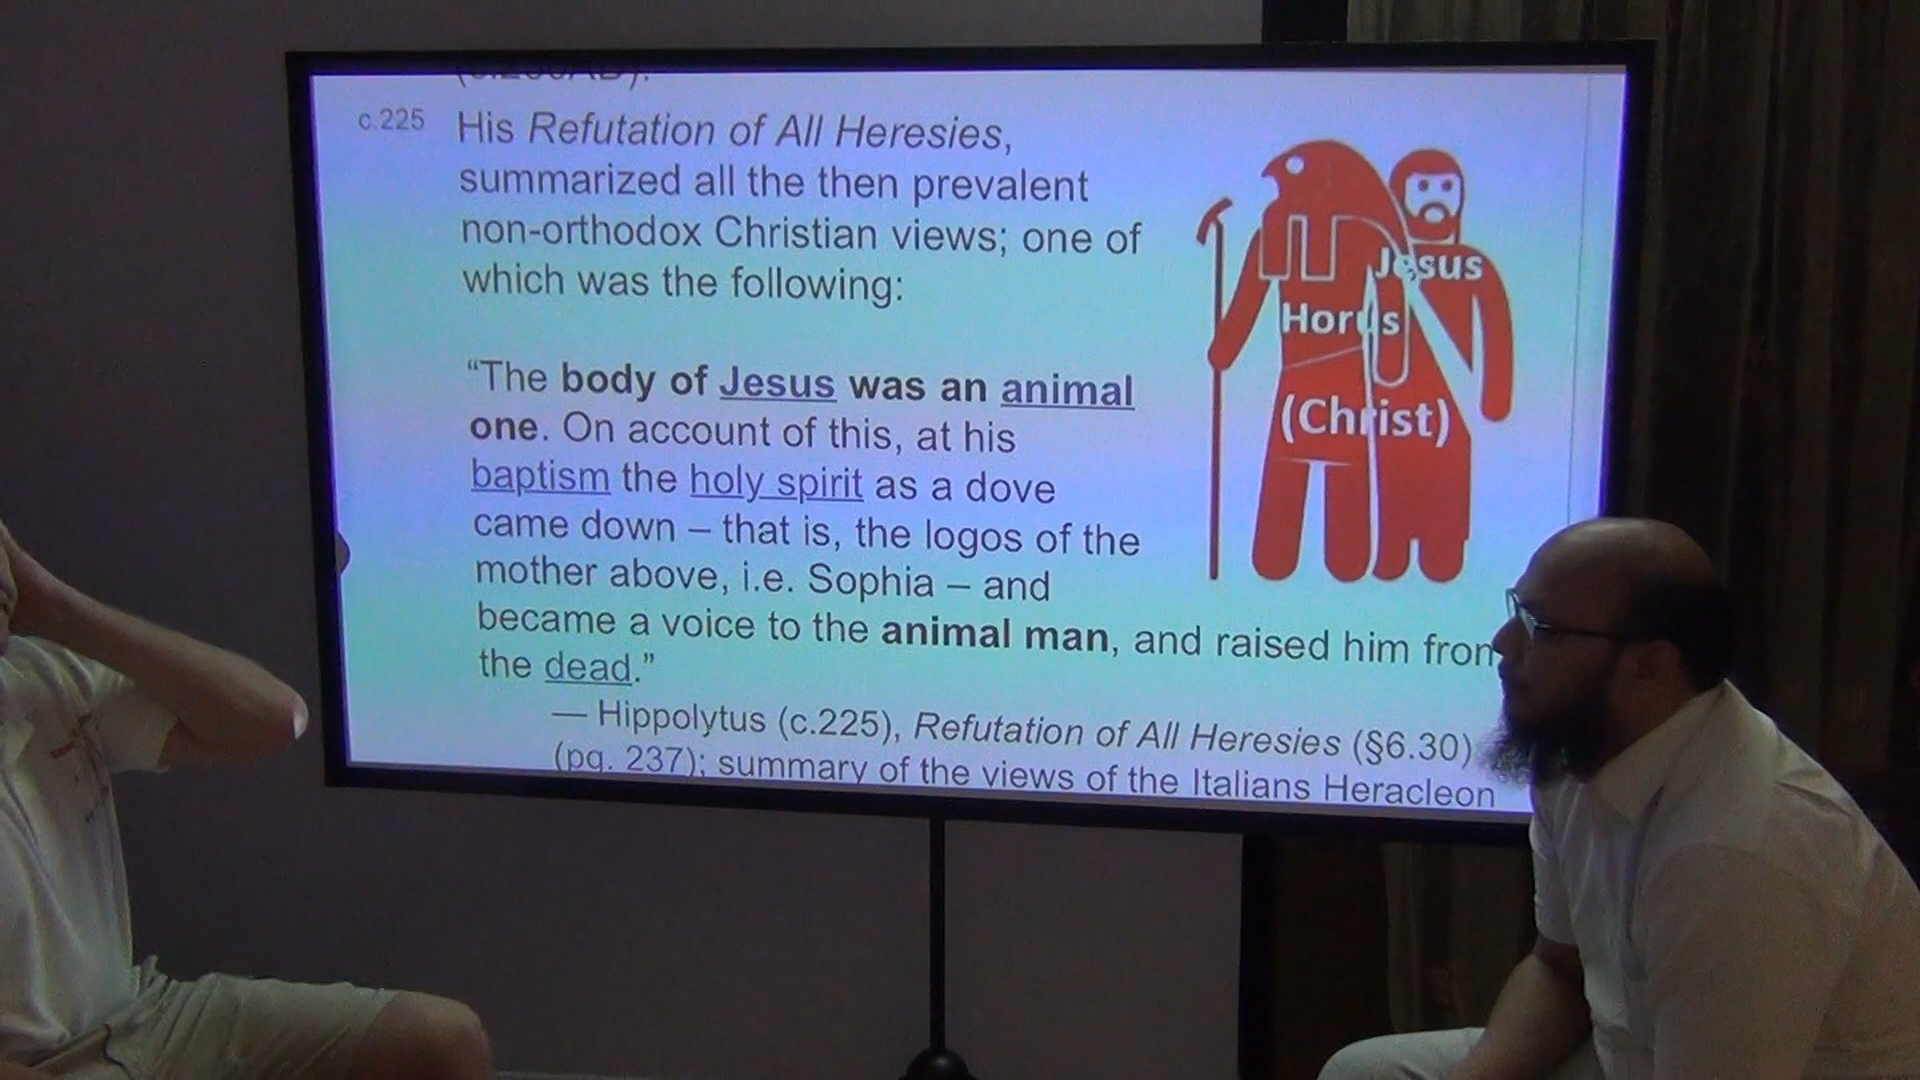 c.225 His Refutation of All Heresies,
summarized all the then prevalent
non-orthodox Christian views; one of
which was the following:
“The body of Jesus was an animal
one. On account of this, at his
baptism the holy spirit as a dove
came down – that is, the logos of the
mother above, i.e. Sophia – and
became a voice to the animal man, and raised him from
the dead.”
— Hippolytus (c.225), Refutation of All Heresies (§6.30)
(pg. 237); summary of the views of the Italians Heracleon
Jesus
Horus
(Christ)